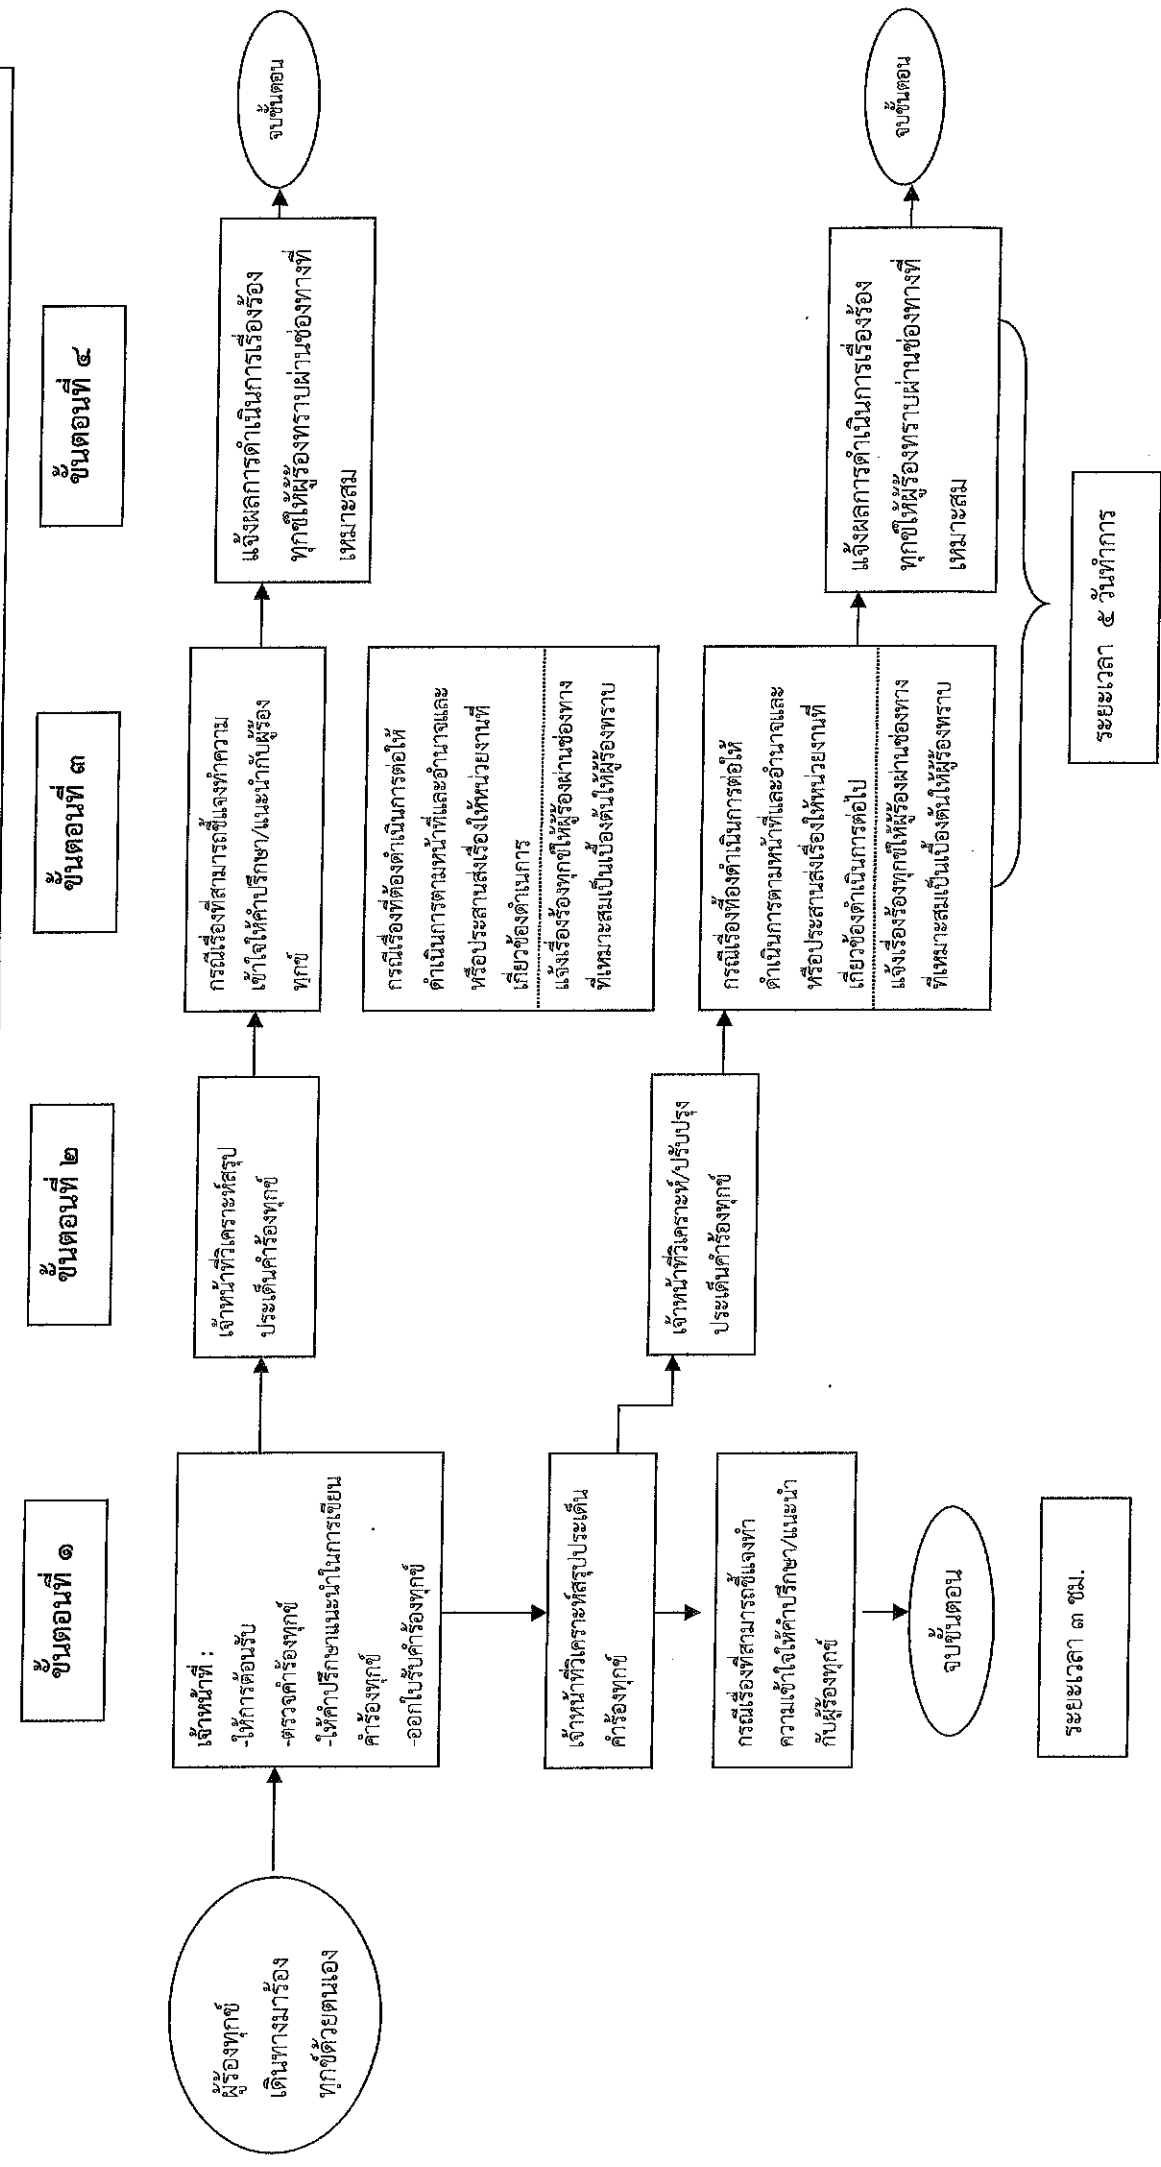 ขั้นตอนที่ ๑
ขั้นตอนที่ ๒
ขั้นตอนที่ ๓
ขั้นตอนที่ ๔
ผู้ร้องทุกข์
เดินทางมาร้อง
ทุกข์ด้วยตนเอง
เจ้าหน้าที่ :
-ให้การต้อนรับ
-ตรวจคำร้องทุกข์
-ให้คำปรึกษาแนะนำในการเขียน
คำร้องทุกข์
-ออกใบรับคำร้องทุกข์
เจ้าหน้าที่วิเคราะห์สรุป
ประเด็นคำร้องทุกข์
กรณีเรื่องที่สามารถชี้แจงทำความ
เข้าใจให้คำปรึกษา/แนะนำกับผู้ร้อง
ทุกข์
แจ้งผลการดำเนินการเรื่องร้อง
ทุกข์ให้ผู้ร้องทราบผ่านช่องทางที่
เหมาะสม
จบขั้นตอน
กรณีเรื่องที่ต้องดำเนินการต่อให้
ดำเนินการตามหน้าที่และอำนาจและ
หรือประสานส่งเรื่องให้หน่วยงานที่
เกี่ยวข้องดำเนินการ
แจ้งเรื่องร้องทุกข์ให้ผู้ร้องผ่านช่องทาง
ที่เหมาะสมเป็นเบื้องต้นให้ผู้ร้องทราบ
เจ้าหน้าที่วิเคราะห์สรุปประเด็น
คำร้องทุกข์
เจ้าหน้าที่วิเคราะห์/ปรับปรุง
ประเด็นคำร้องทุกข์
กรณีเรื่องที่ต้องดำเนินการต่อให้
ดำเนินการตามหน้าที่และอำนาจและ
หรือประสานส่งเรื่องให้หน่วยงานที่
เกี่ยวข้องดำเนินการต่อไป
แจ้งเรื่องร้องทุกข์ให้ผู้ร้องผ่านช่องทาง
ที่เหมาะสมเป็นเบื้องต้นให้ผู้ร้องทราบ
แจ้งผลการดำเนินการเรื่องร้อง
ทุกข์ให้ผู้ร้องทราบผ่านช่องทางที่
เหมาะสม
จบขั้นตอน
กรณีเรื่องที่สามารถชี้แจงทำ
ความเข้าใจให้คำปรึกษา/แนะนำ
กับผู้ร้องทุกข์
จบขั้นตอน
ระยะเวลา ๓ ชม.
ระยะเวลา ๕ วันทำการ